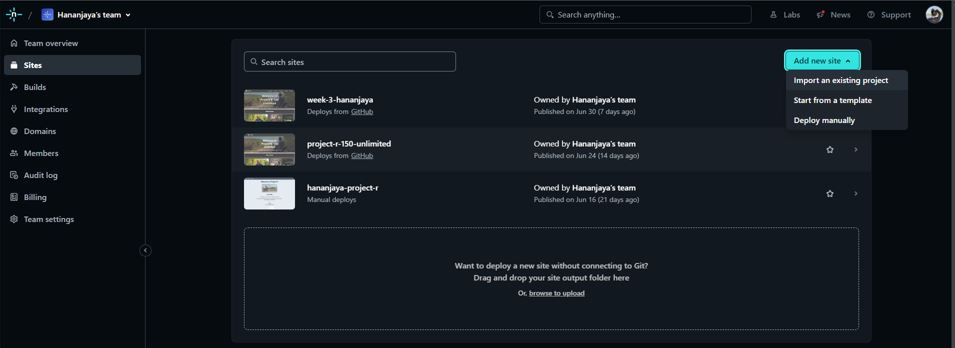 / Hananjaya's team
Search anything...
Labs
News
Support
Team overview
Sites
Builds
Integrations
Domains
Members
Audit log
Billing
Team settings
Search sites
Add new site
Import an existing project
Start from a template
Deploy manually
week-3-hananjaya
Deploys from GitHub
Owned by Hananjaya's team
Published on Jun 30 (7 days ago)
project-r-150-unlimited
Deploys from GitHub
Owned by Hananjaya's team
Published on Jun 24 (14 days ago)
hananjaya-project-r
Manual deploys
Owned by Hananjaya's team
Published on Jun 16 (21 days ago)
Want to deploy a new site without connecting to Git?
Drag and drop your site output folder here
Or, browse to upload